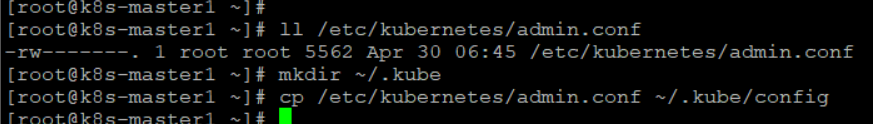 [root@k8s-master1 ~]#
[root@k8s-master1 ~]# ll /etc/kubernetes/admin.conf
-rw-------. 1 root root 5562 Apr 30 06:45 /etc/kubernetes/admin.conf
[root@k8s-master1 ~]# mkdir ~/.kube
[root@k8s-master1 ~]# cp /etc/kubernetes/admin.conf ~/.kube/config
[root@k8s-master1 ~]#